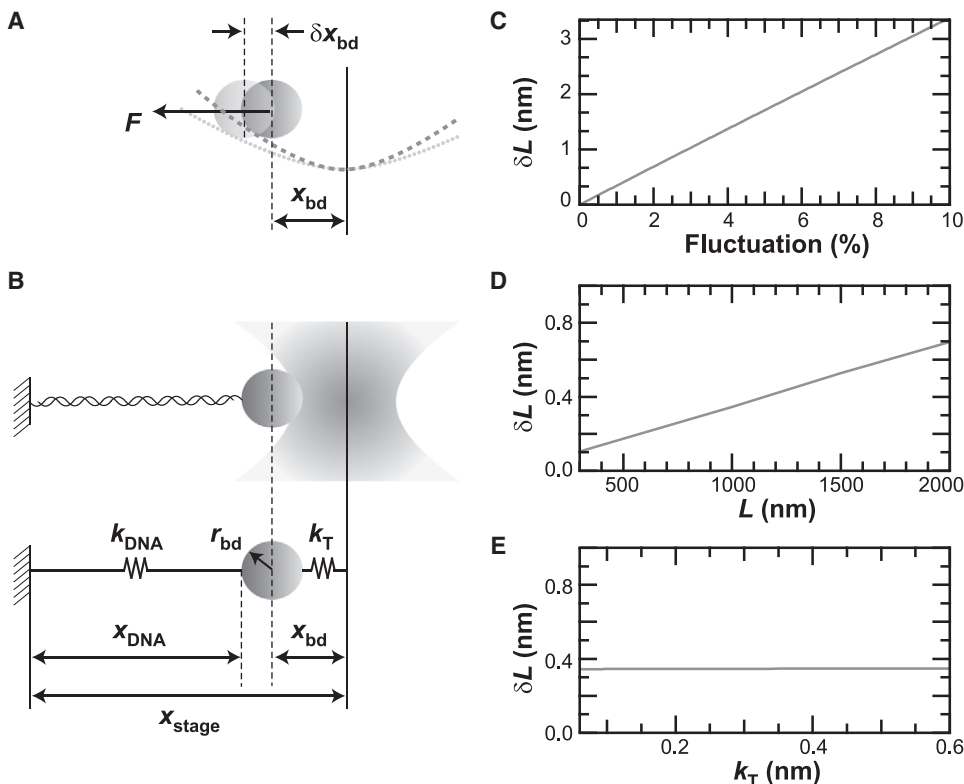 A
δx_bd
F
x_bd
B
k_DNA
r_bd
k_T
x_DNA
x_bd
x_stage
C
δL (nm)
3
2
1
0
0
2
4
6
8
10
Fluctuation (%)
D
δL (nm)
0.8
0.4
0.0
500
1000
1500
2000
L (nm)
E
δL (nm)
0.8
0.4
0.0
0.2
0.4
0.6
k_T (nm)